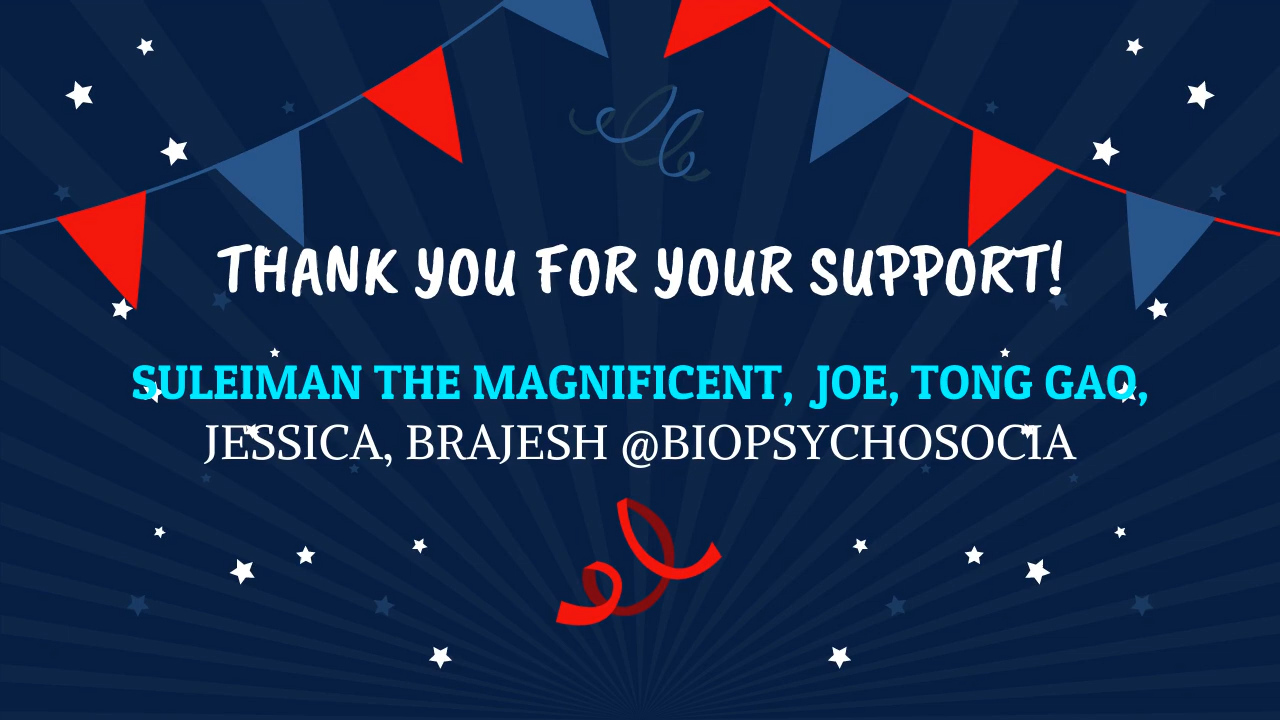 THANK YOU FOR YOUR SUPPORT!
SULEIMAN THE MAGNIFICENT, JOE, TONG GAO,
JESSICA, BRAJESH @BIOPSYCHOSOCIA